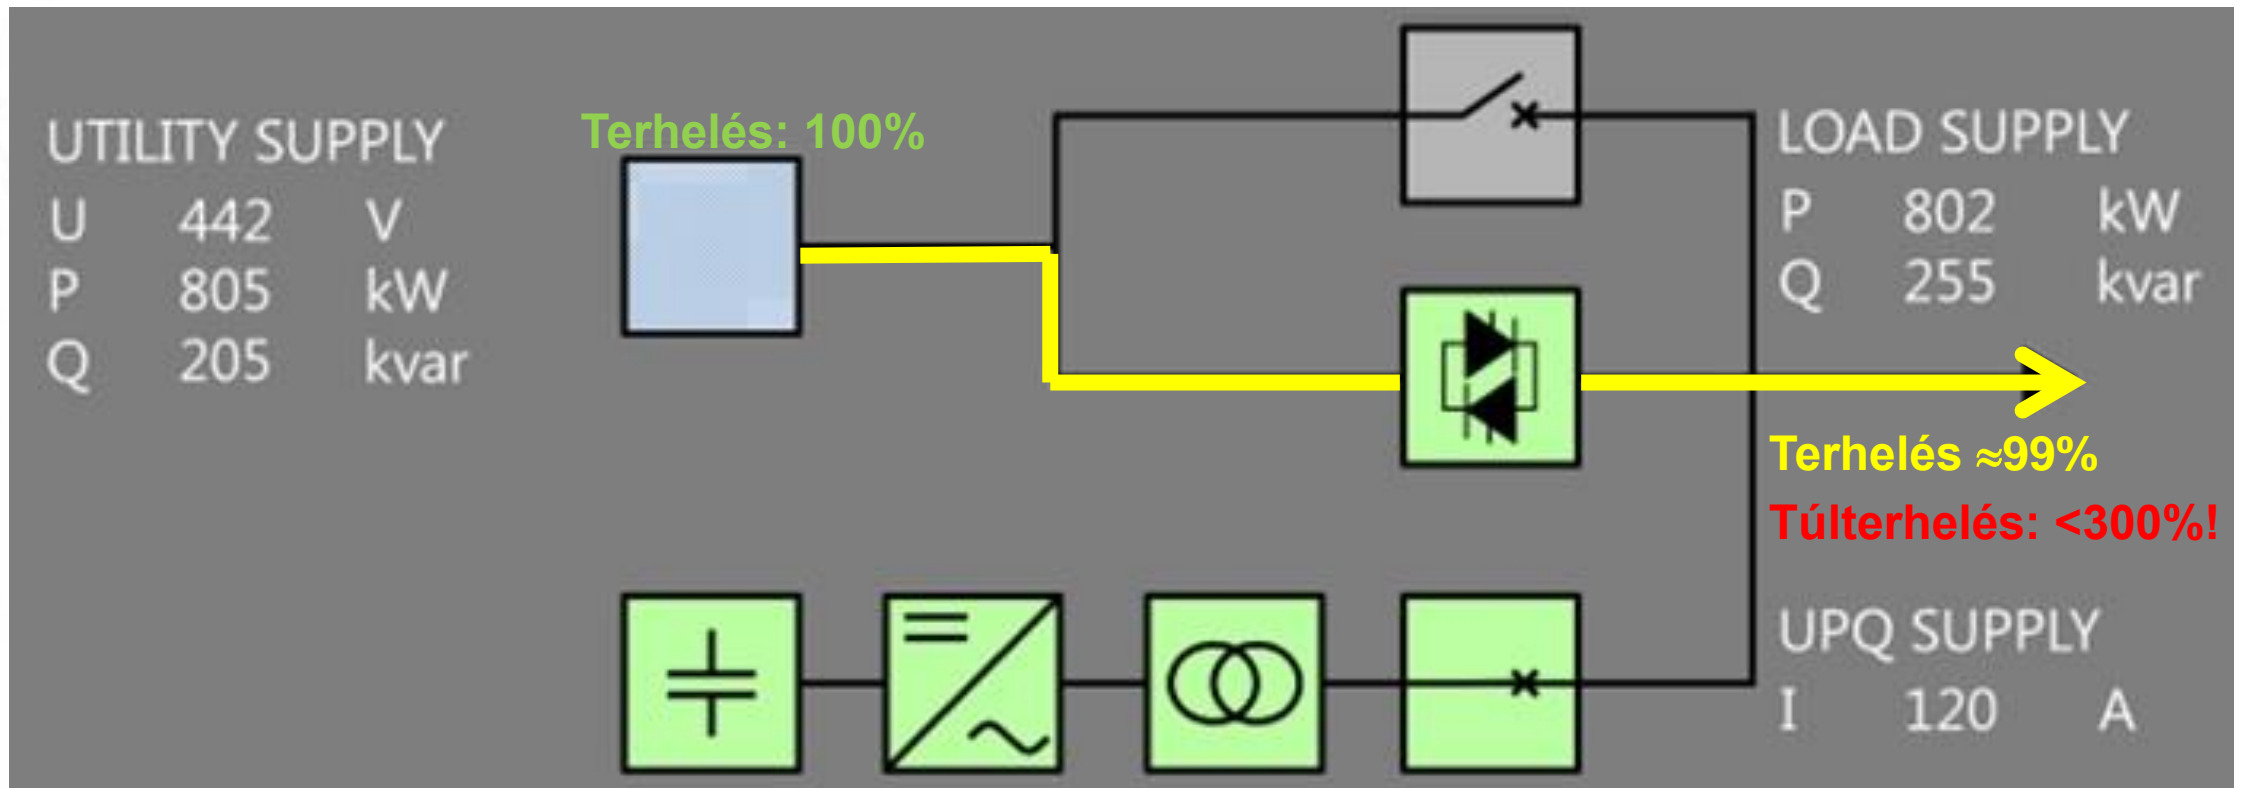 UTILITY SUPPLY
U 442 V
P 805 kW
Q 205 kvar
Terhelés: 100%
LOAD SUPPLY
P 802 kW
Q 255 kvar
Terhelés ≈99%
Túlterhelés: <300%!
UPQ SUPPLY
I 120 A